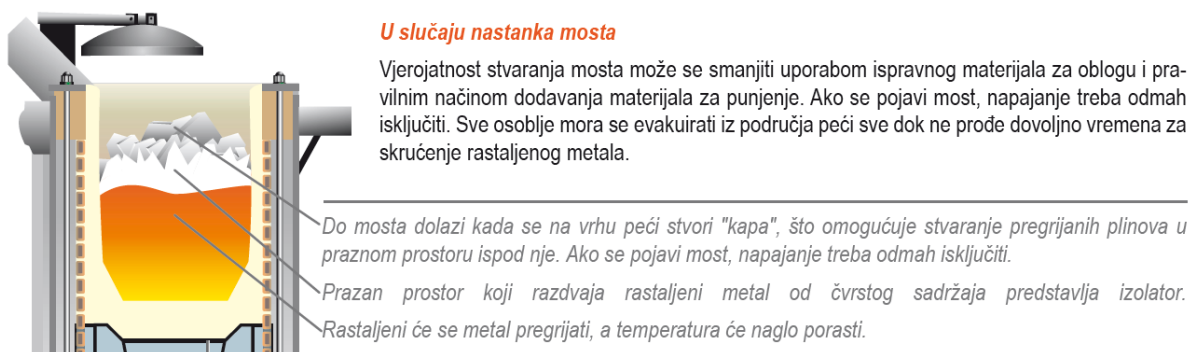 U slučaju nastanka mosta
Vjerojatnost stvaranja mosta može se smanjiti uporabom ispravnog materijala za oblogu i pra-
vilnim načinom dodavanja materijala za punjenje. Ako se pojavi most, napajanje treba odmah
isključiti. Sve osoblje mora se evakuirati iz područja peći sve dok ne prođe dovoljno vremena za
skrućenje rastaljenog metala.
Do mosta dolazi kada se na vrhu peći stvori "kapa", što omogućuje stvaranje pregrijanih plinova u
praznom prostoru ispod nje. Ako se pojavi most, napajanje treba odmah isključiti.
Prazan prostor koji razdvaja rastaljeni metal od čvrstog sadržaja predstavlja izolator.
Rastaljeni će se metal pregrijati, a temperatura će naglo porasti.